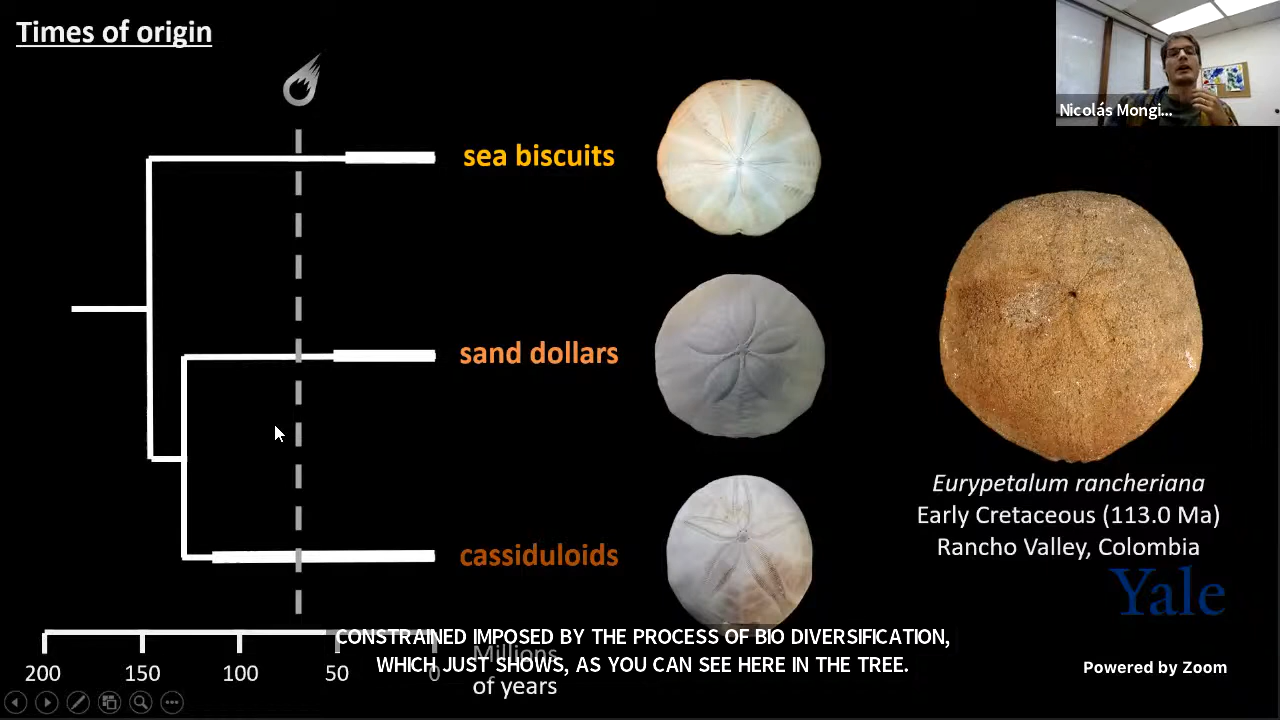 Times of origin
Nicolás Mongi...
sea biscuits
sand dollars
cassiduloids
Eurypetalum rancheriana
Early Cretaceous (113.0 Ma)
Rancho Valley, Colombia
Yale
200 150 100 50 0
Millions
of years
CONSTRAINED IMPOSED BY THE PROCESS OF BIO DIVERSIFICATION,
WHICH JUST SHOWS, AS YOU CAN SEE HERE IN THE TREE.
Powered by Zoom